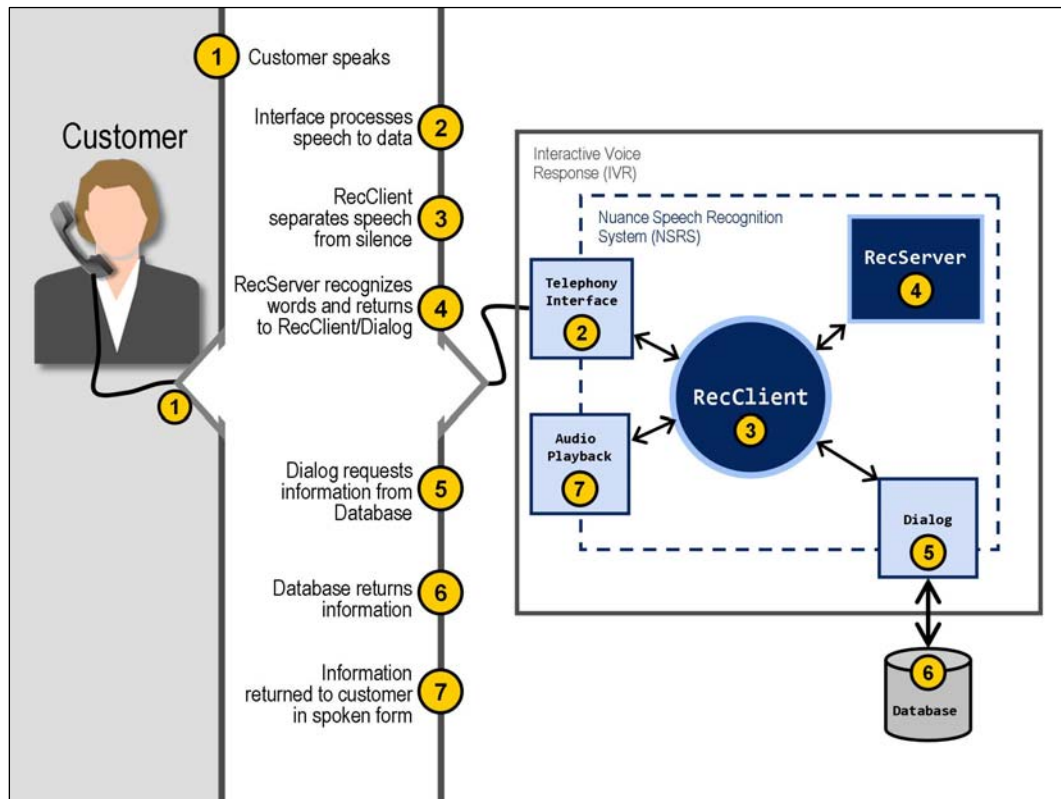 1
Customer speaks
Customer
Interface processes
speech to data
2
RecClient
separates speech
from silence
3
RecServer recognizes
words and returns
to RecClient/Dialog
4
1
Dialog requests
information from
Database
5
Database returns
information
6
Information
returned to customer
in spoken form
7
Interactive Voice
Response (IVR)
Nuance Speech Recognition
System (NSRS)
Telephony
Interface
2
RecServer
4
RecClient
3
Audio
Playback
7
Dialog
5
6
Database